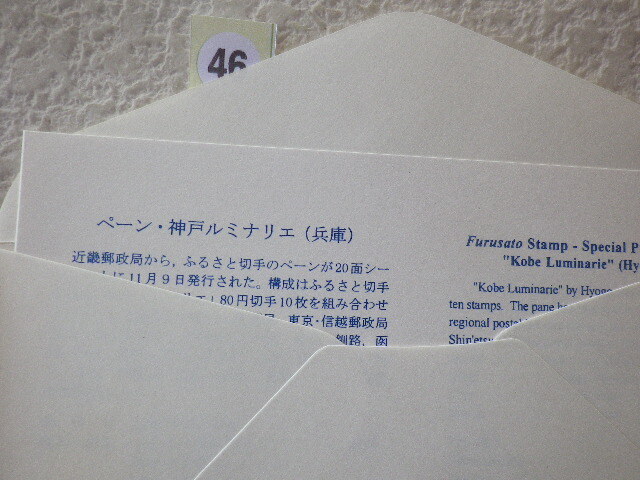 46
ペーン・神戸ルミナリエ（兵庫）
近畿郵政局から，ふるさと切手のペーンが20面シー
に11月9日発行された。構成はふるさと切手
」80円切手10枚を組み合わせ
東京・信越郵政局
釧路，函
Furusato Stamp - Special P
"Kobe Luminarie" (Hy
"Kobe Luminarie" by Hyogo
ten stamps. The pane
regional postal
Shin'etsu